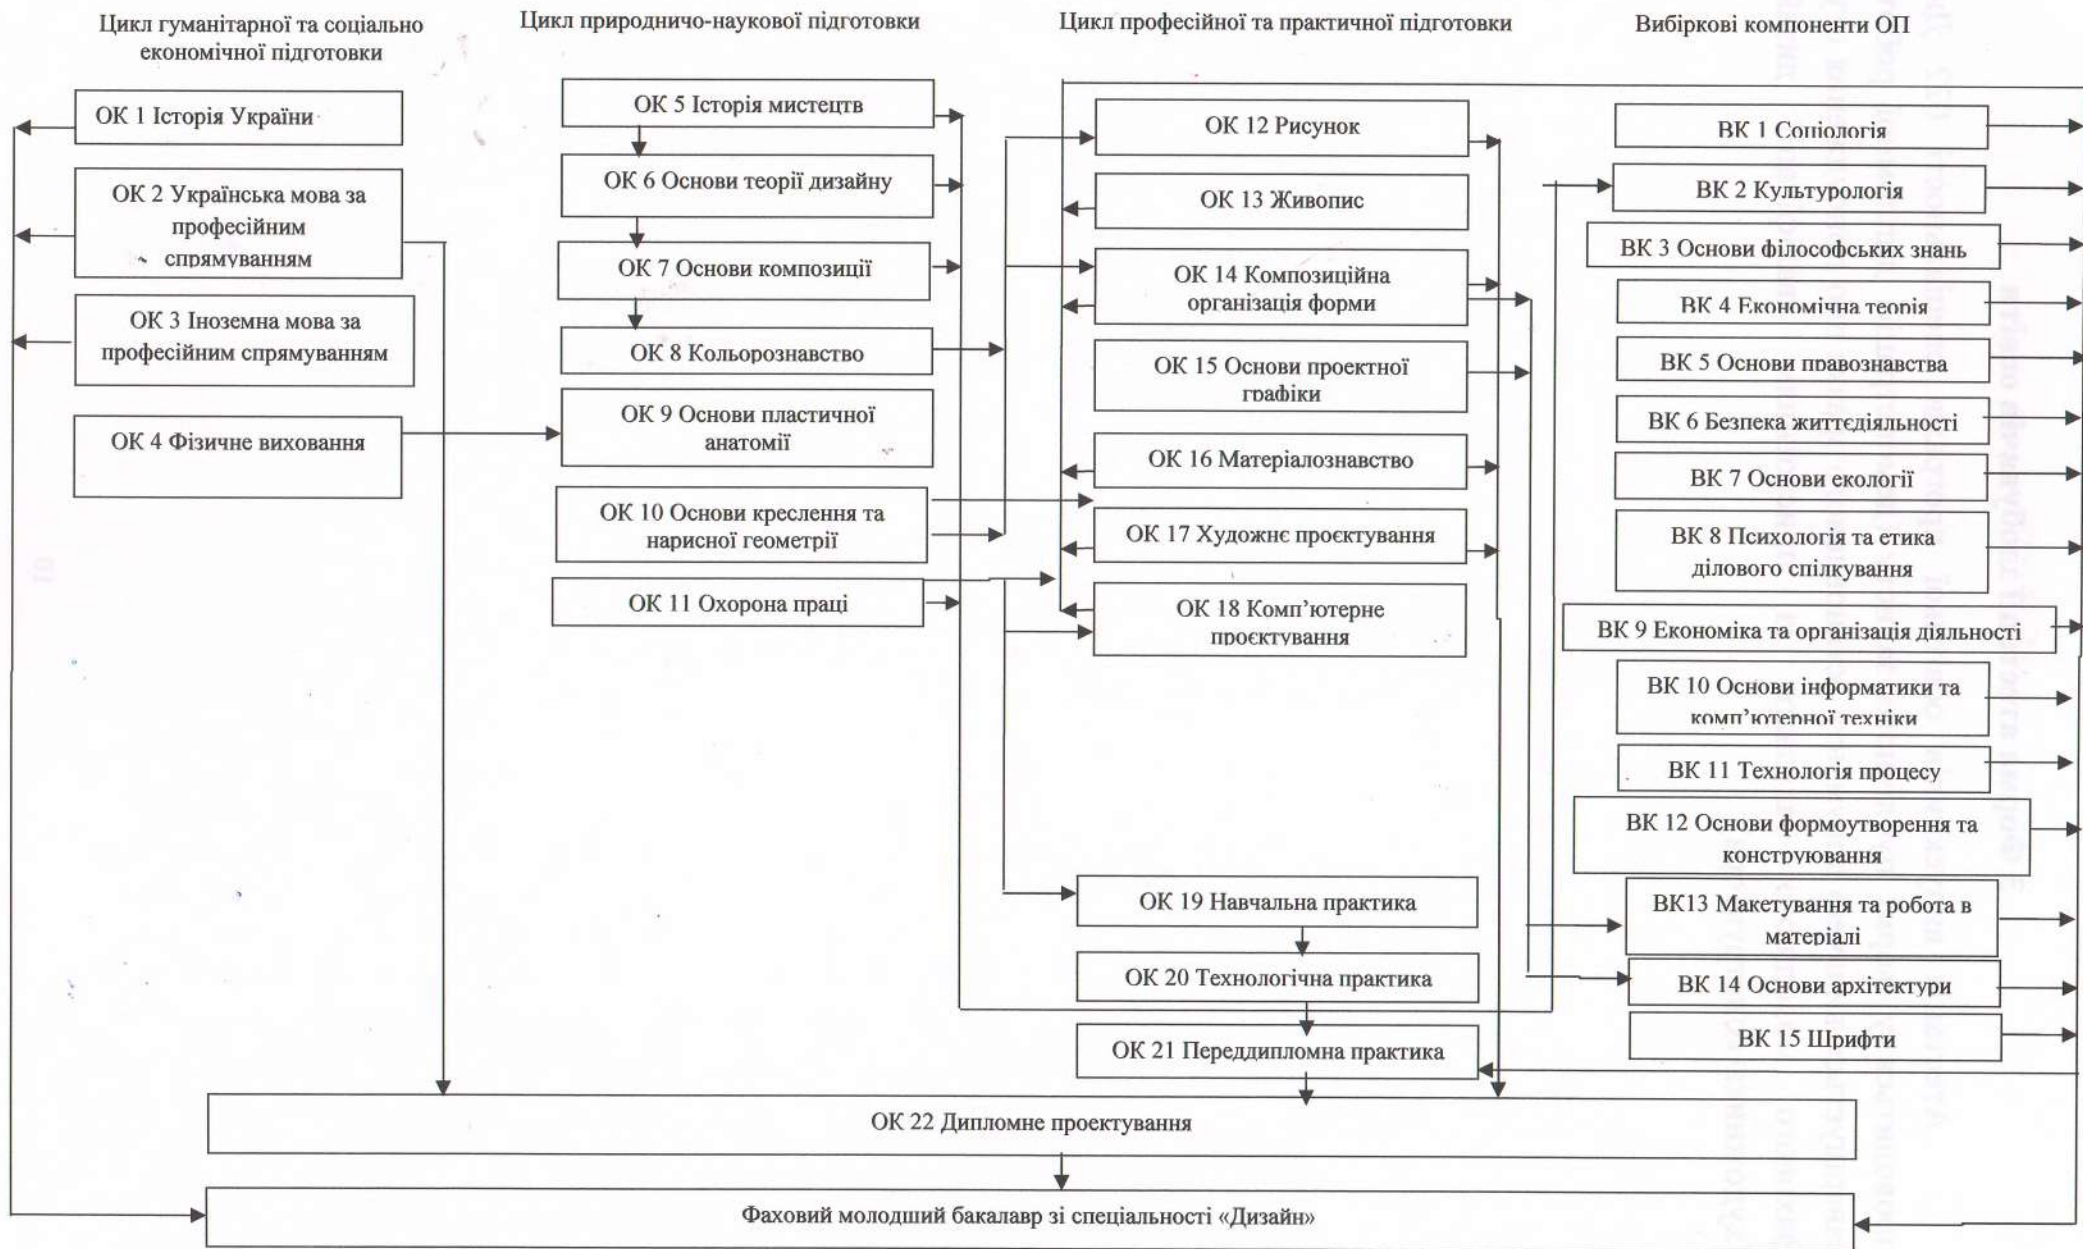 Цикл гуманітарної та соціально
економічної підготовки
ОК 1 Історія України
ОК 2 Українська мова за
професійним
спрямуванням
ОК 3 Іноземна мова за
професійним спрямуванням
ОК 4 Фізичне виховання
Цикл природничо-наукової підготовки
ОК 5 Історія мистецтв
ОК 6 Основи теорії дизайну
ОК 7 Основи композиції
ОК 8 Кольорознавство
ОК 9 Основи пластичної
анатомії
ОК 10 Основи креслення та
нарисної геометрії
ОК 11 Охорона праці
Цикл професійної та практичної підготовки
ОК 12 Рисунок
ОК 13 Живопис
ОК 14 Композиційна
організація форми
ОК 15 Основи проектної
графіки
ОК 16 Матеріалознавство
ОК 17 Художнє проєктування
ОК 18 Комп’ютерне
проєктування
ОК 19 Навчальна практика
ОК 20 Технологічна практика
ОК 21 Переддипломна практика
Вибіркові компоненти ОП
ВК 1 Соціологія
ВК 2 Культурологія
ВК 3 Основи філософських знань
ВК 4 Економічна теорія
ВК 5 Основи правознавства
ВК 6 Безпека життєдіяльності
ВК 7 Основи екології
ВК 8 Психологія та етика
ділового спілкування
ВК 9 Економіка та організація діяльності
ВК 10 Основи інформатики та
комп’ютерної техніки
ВК 11 Технологія процесу
ВК 12 Основи формоутворення та
конструювання
ВК13 Макетування та робота в
матеріалі
ВК 14 Основи архітектури
ВК 15 Шрифти
ОК 22 Дипломне проектування
Фаховий молодший бакалавр зі спеціальності «Дизайн»